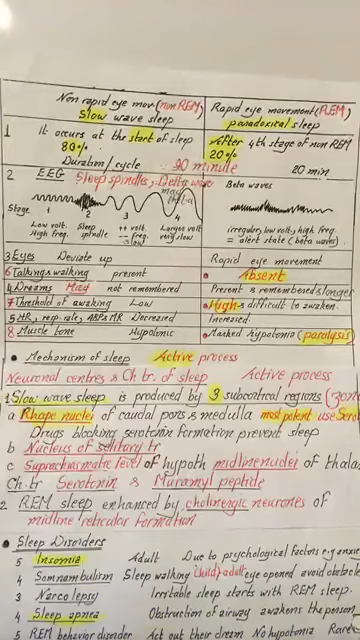 Non rapid eye mov. (non REM)
Slow wave sleep
Rapid eye movement (REM)
paradoxical sleep
1 It occurs at the start of sleep
80%
Duration/cycle : 90 minute
After 4th stage of non REM
20%
20 min
2 EEG Sleep spindles, Delta wave
Beta waves
Stage 1 2 3 4
Low volt. High freq.
Sleep spindle
++ volt. freq. slow
Large volt very slow
irregular, low volt, high freq.
= alert state (beta waves)
3 Eyes Deviate up
Rapid eye movement
6 Talking & walking present
Absent
4 Dreams May not remembered
Present & remembered & longer
7 Threshold of awaking Low
High & difficult to awaken
5 HR, resp. rate, ABP & MR Decreased
Increased
8 Muscle tone Hypotonic
Marked hypotonia (paralysis)
Mechanism of sleep Active process
Neuronal centres & Ch tr. of sleep Active process
1 Slow wave sleep is produced by 3 subcortical regions
a Rhape nuclei of caudal pons & medulla most potent use
Drugs blocking serotonin formation prevent sleep
b Nucleus of solitary tr.
c Suprachiasmatic level of hypoth midline nuclei of thala
Ch tr. Serotonin & Muramyl peptide
2 REM sleep enhanced by cholinergic neurones of
midline reticular formation
Sleep Disorders
5 Insomia Adult Due to psychological factors e.g anxie
4 Somnambulism Sleep walking child, adult eye opened avoid obstacle
3 Narcolepsy Irritable sleep starts with REM sleep.
4 Sleep apnea Obstruction of airway awakens the person
5 REM behavior disorder Act out their dream No hypotonia Rare